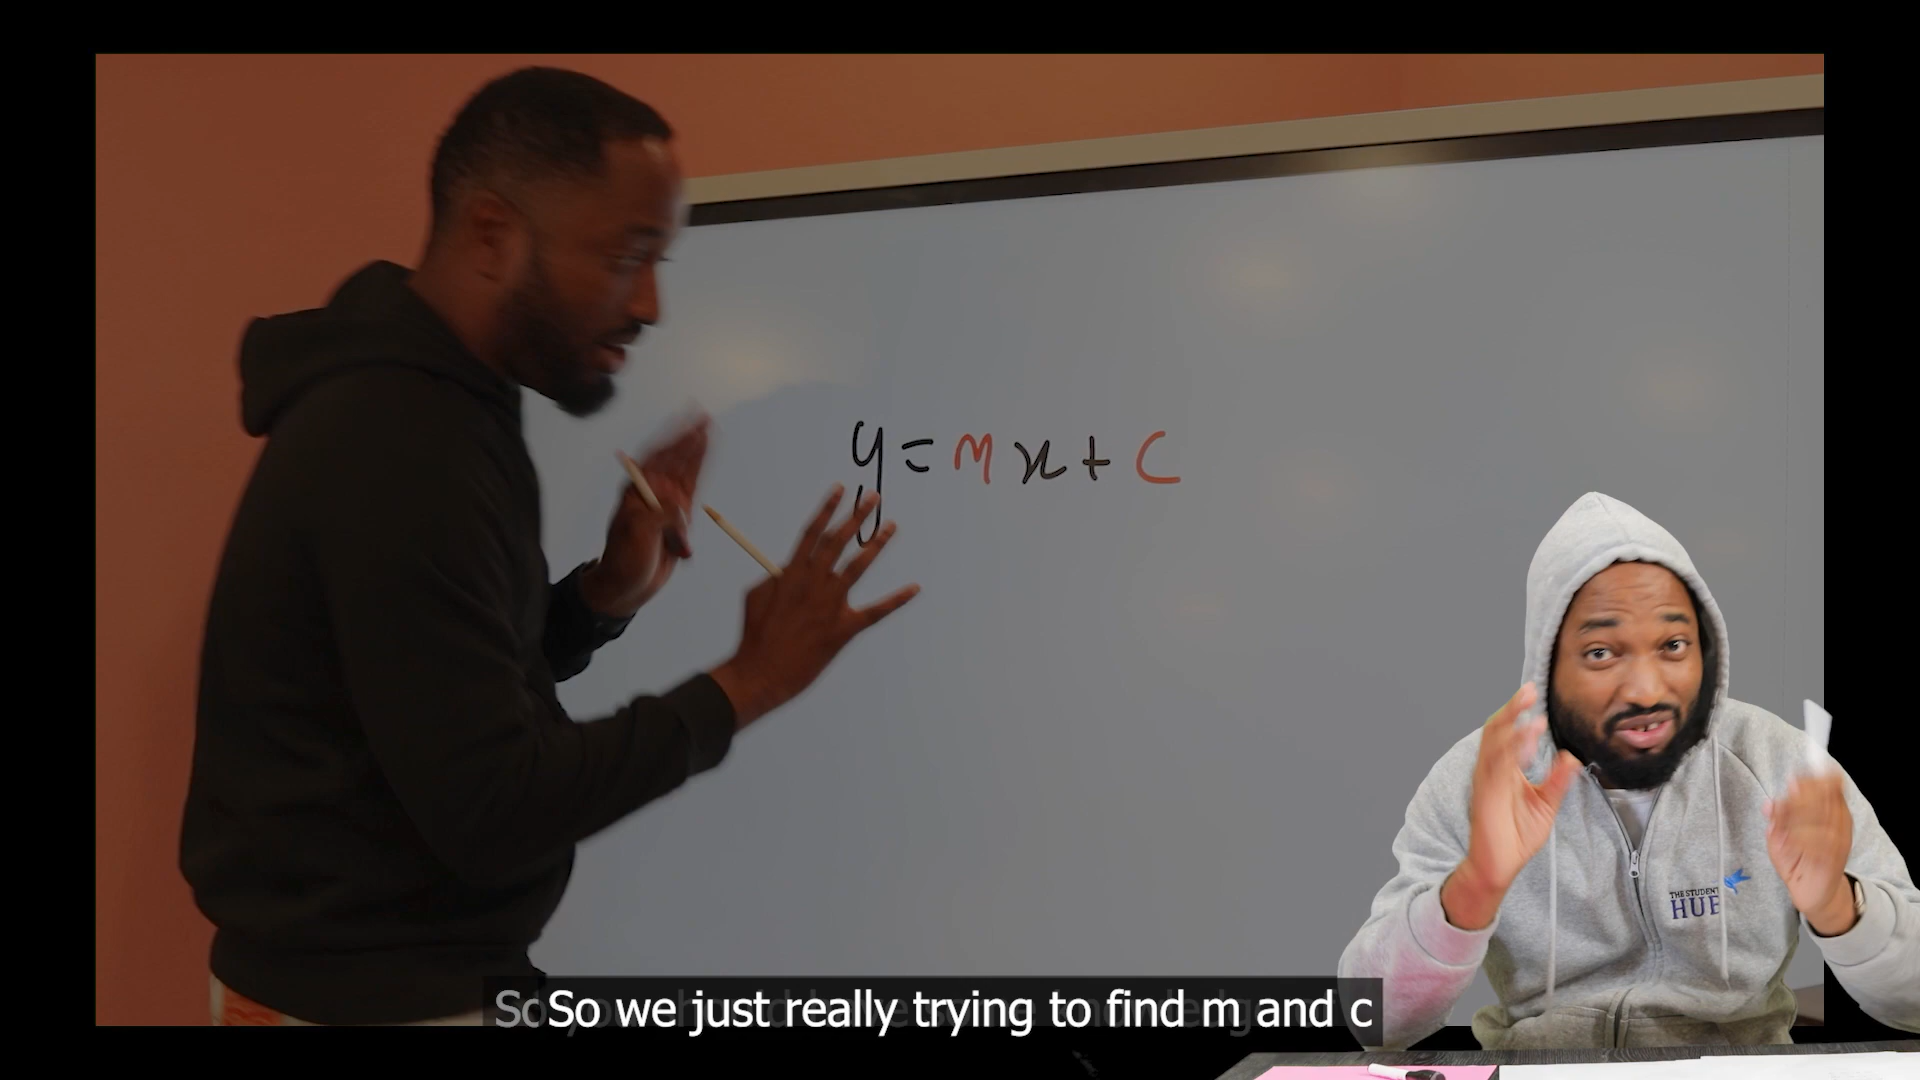 y = mx + c
y
THE STUDENT
HUB
So we just really trying to find m and c